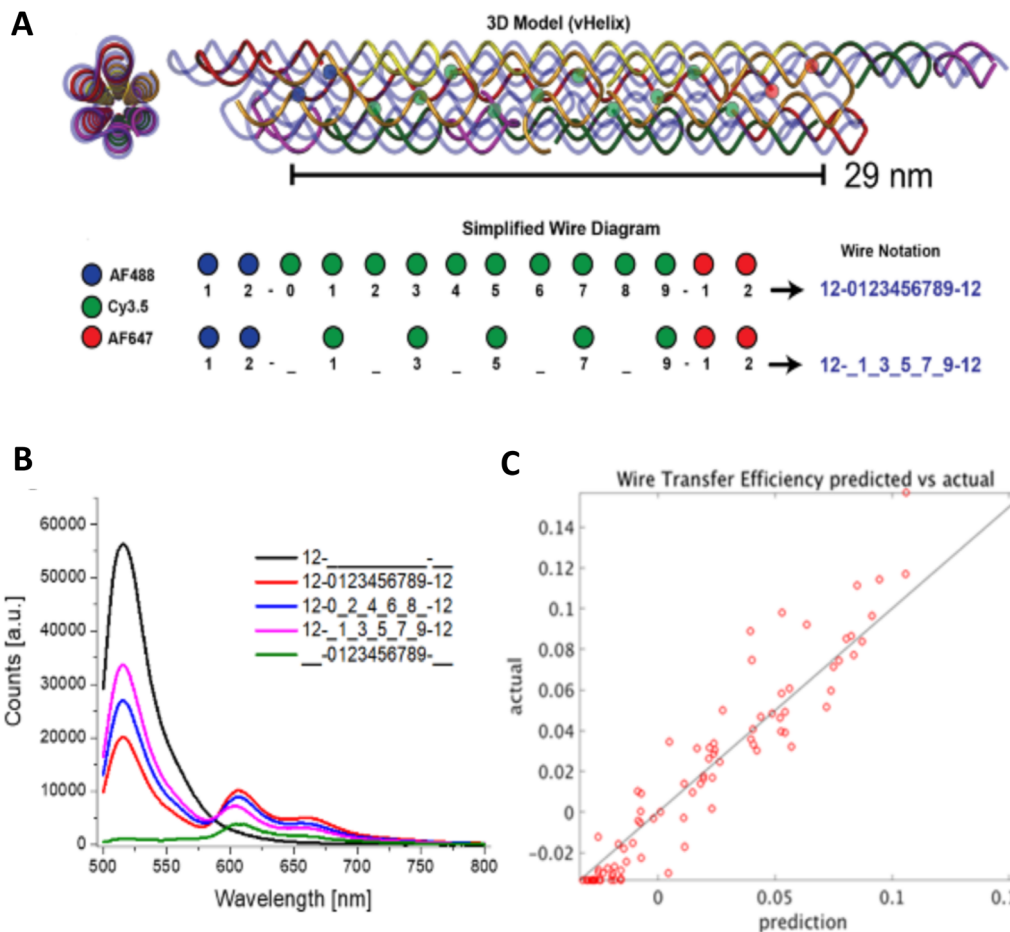 A
3D Model (vHelix)
29 nm
Simplified Wire Diagram
Wire Notation
AF488
Cy3.5
AF647
1 2 - 0 1 2 3 4 5 6 7 8 9 - 1 2
12-0123456789-12
1 2 - _ 1 _ 3 _ 5 _ 7 _ 9 - 1 2
12-_1_3_5_7_9-12
B
60000
50000
40000
30000
20000
10000
0
Counts [a.u.]
12-__________-__
12-0123456789-12
12-0_2_4_6_8_-12
12-_1_3_5_7_9-12
__-0123456789-__
500 550 600 650 700 750 800
Wavelength [nm]
C
Wire Transfer Efficiency predicted vs actual
0.14
0.12
0.1
0.08
0.06
0.04
0.02
0
-0.02
actual
0 0.05 0.1
prediction